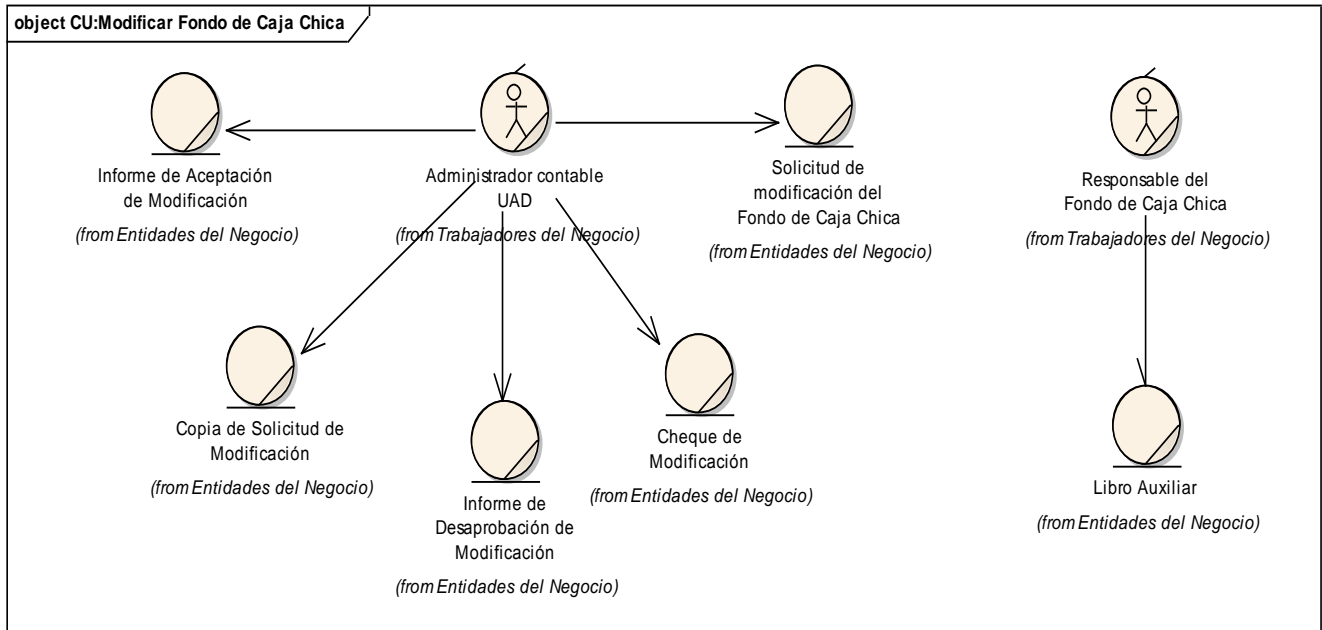 object CU:Modificar Fondo de Caja Chica
Informe de Aceptación
de Modificación
(from Entidades del Negocio)
Administrador contable
UAD
(from Trabajadores del Negocio)
Solicitud de
modificación del
Fondo de Caja Chica
(from Entidades del Negocio)
Responsable del
Fondo de Caja Chica
(from Trabajadores del Negocio)
Copia de Solicitud de
Modificación
(from Entidades del Negocio)
Informe de
Desaprobación de
Modificación
(from Entidades del Negocio)
Cheque de
Modificación
(from Entidades del Negocio)
Libro Auxiliar
(from Entidades del Negocio)